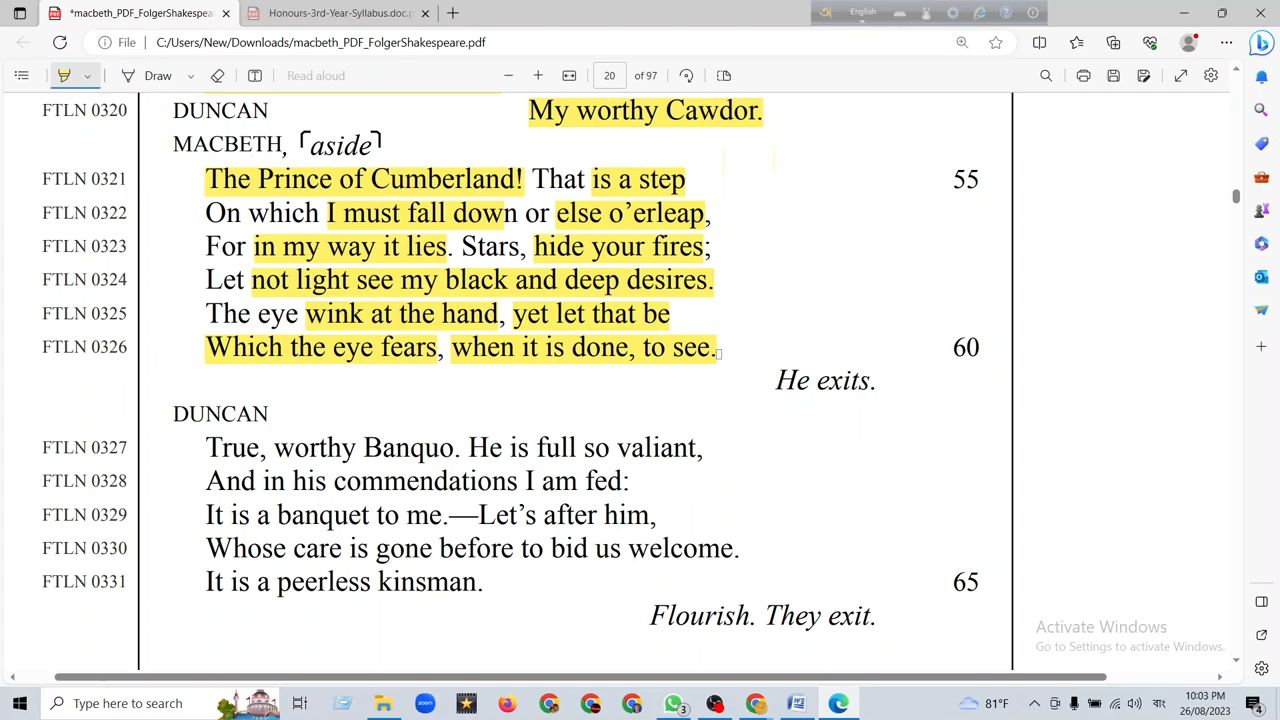 *macbeth_PDF_FolgerShakespeare.
Honours-3rd-Year-Syllabus.doc.p
English
File
C:/Users/New/Downloads/macbeth_PDF_FolgerShakespeare.pdf
Draw
Read aloud
20 of 97
FTLN 0320 DUNCAN My worthy Cawdor.
MACBETH, ⌜aside⌝
FTLN 0321 The Prince of Cumberland! That is a step 55
FTLN 0322 On which I must fall down or else o’erleap,
FTLN 0323 For in my way it lies. Stars, hide your fires;
FTLN 0324 Let not light see my black and deep desires.
FTLN 0325 The eye wink at the hand, yet let that be
FTLN 0326 Which the eye fears, when it is done, to see. 60
He exits.
DUNCAN
FTLN 0327 True, worthy Banquo. He is full so valiant,
FTLN 0328 And in his commendations I am fed:
FTLN 0329 It is a banquet to me.—Let’s after him,
FTLN 0330 Whose care is gone before to bid us welcome.
FTLN 0331 It is a peerless kinsman. 65
Flourish. They exit.
Activate Windows
Go to Settings to activate Windows.
Type here to search
zoom
3
81°F
বাং
10:03 PM
26/08/2023
4